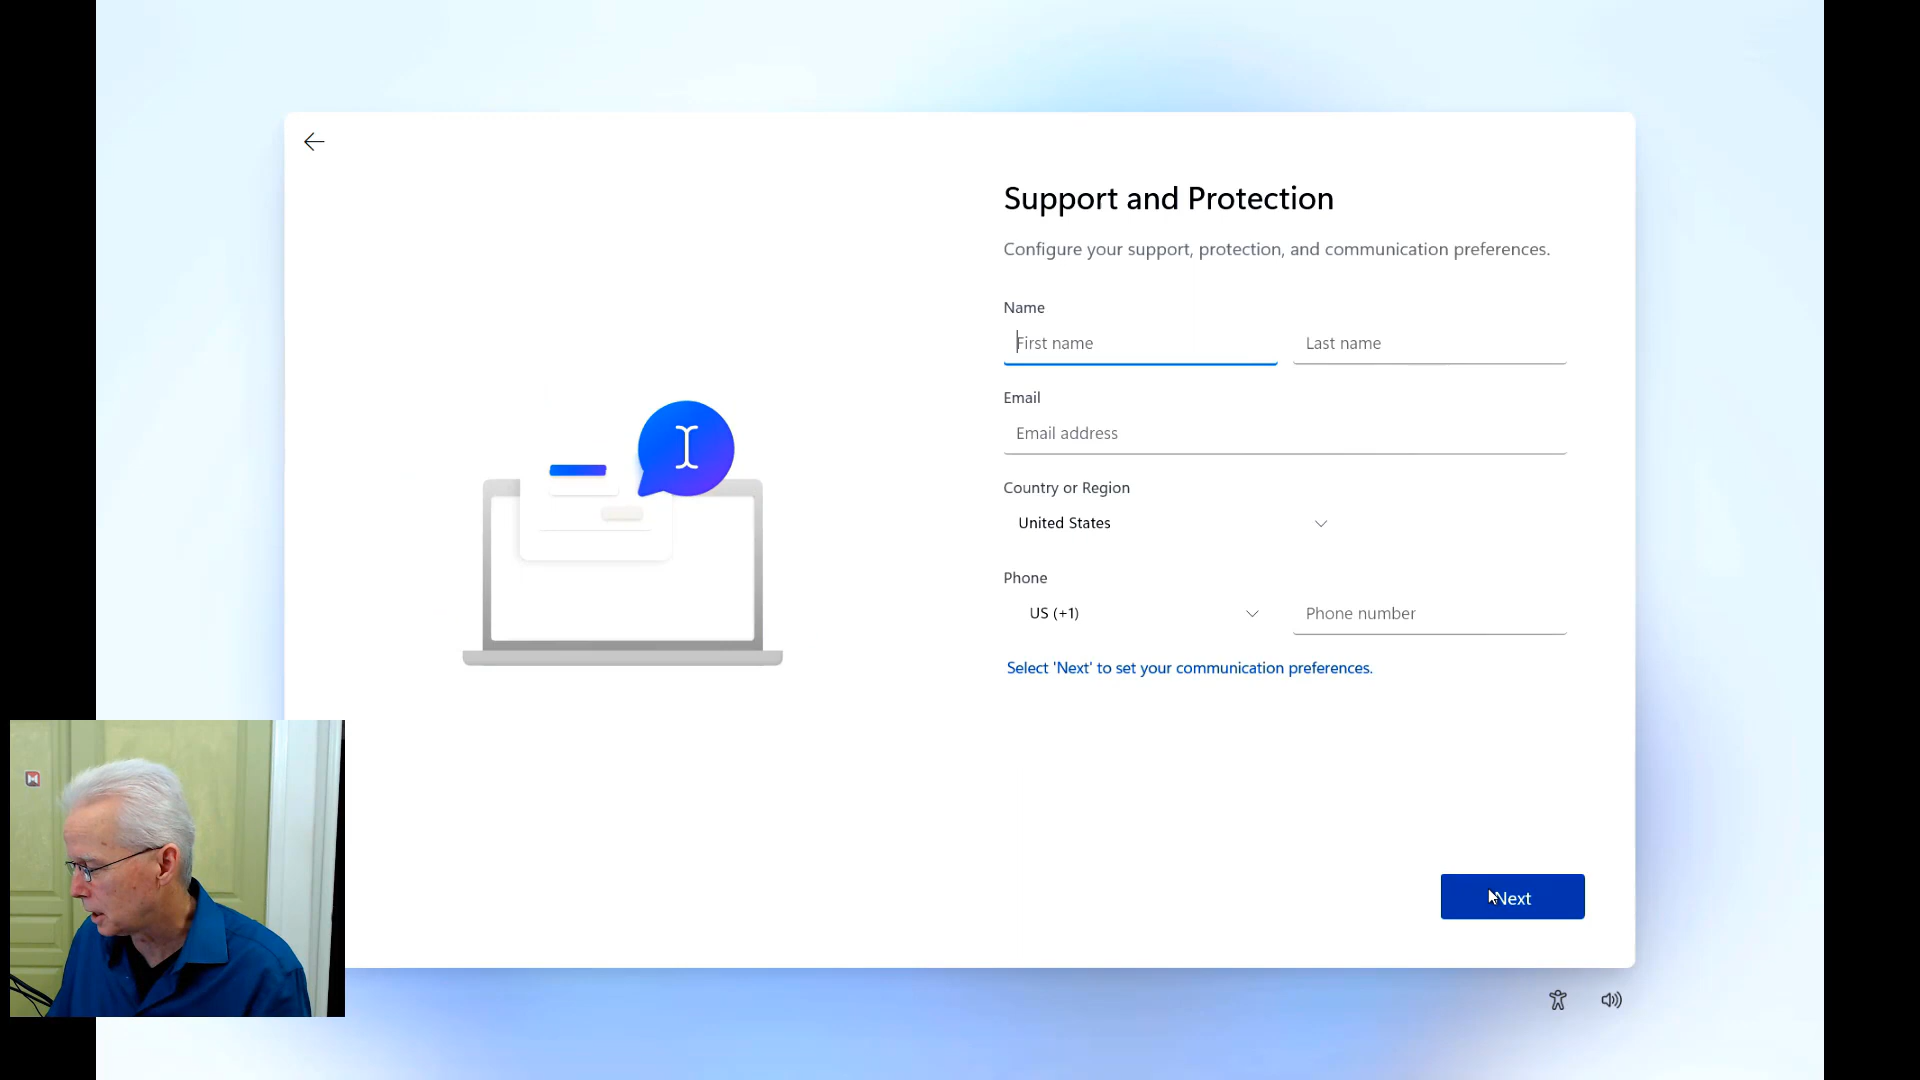 Support and Protection
Configure your support, protection, and communication preferences.
Name
First name
Last name
Email
Email address
Country or Region
United States
Phone
US (+1)
Phone number
Select 'Next' to set your communication preferences.
Next